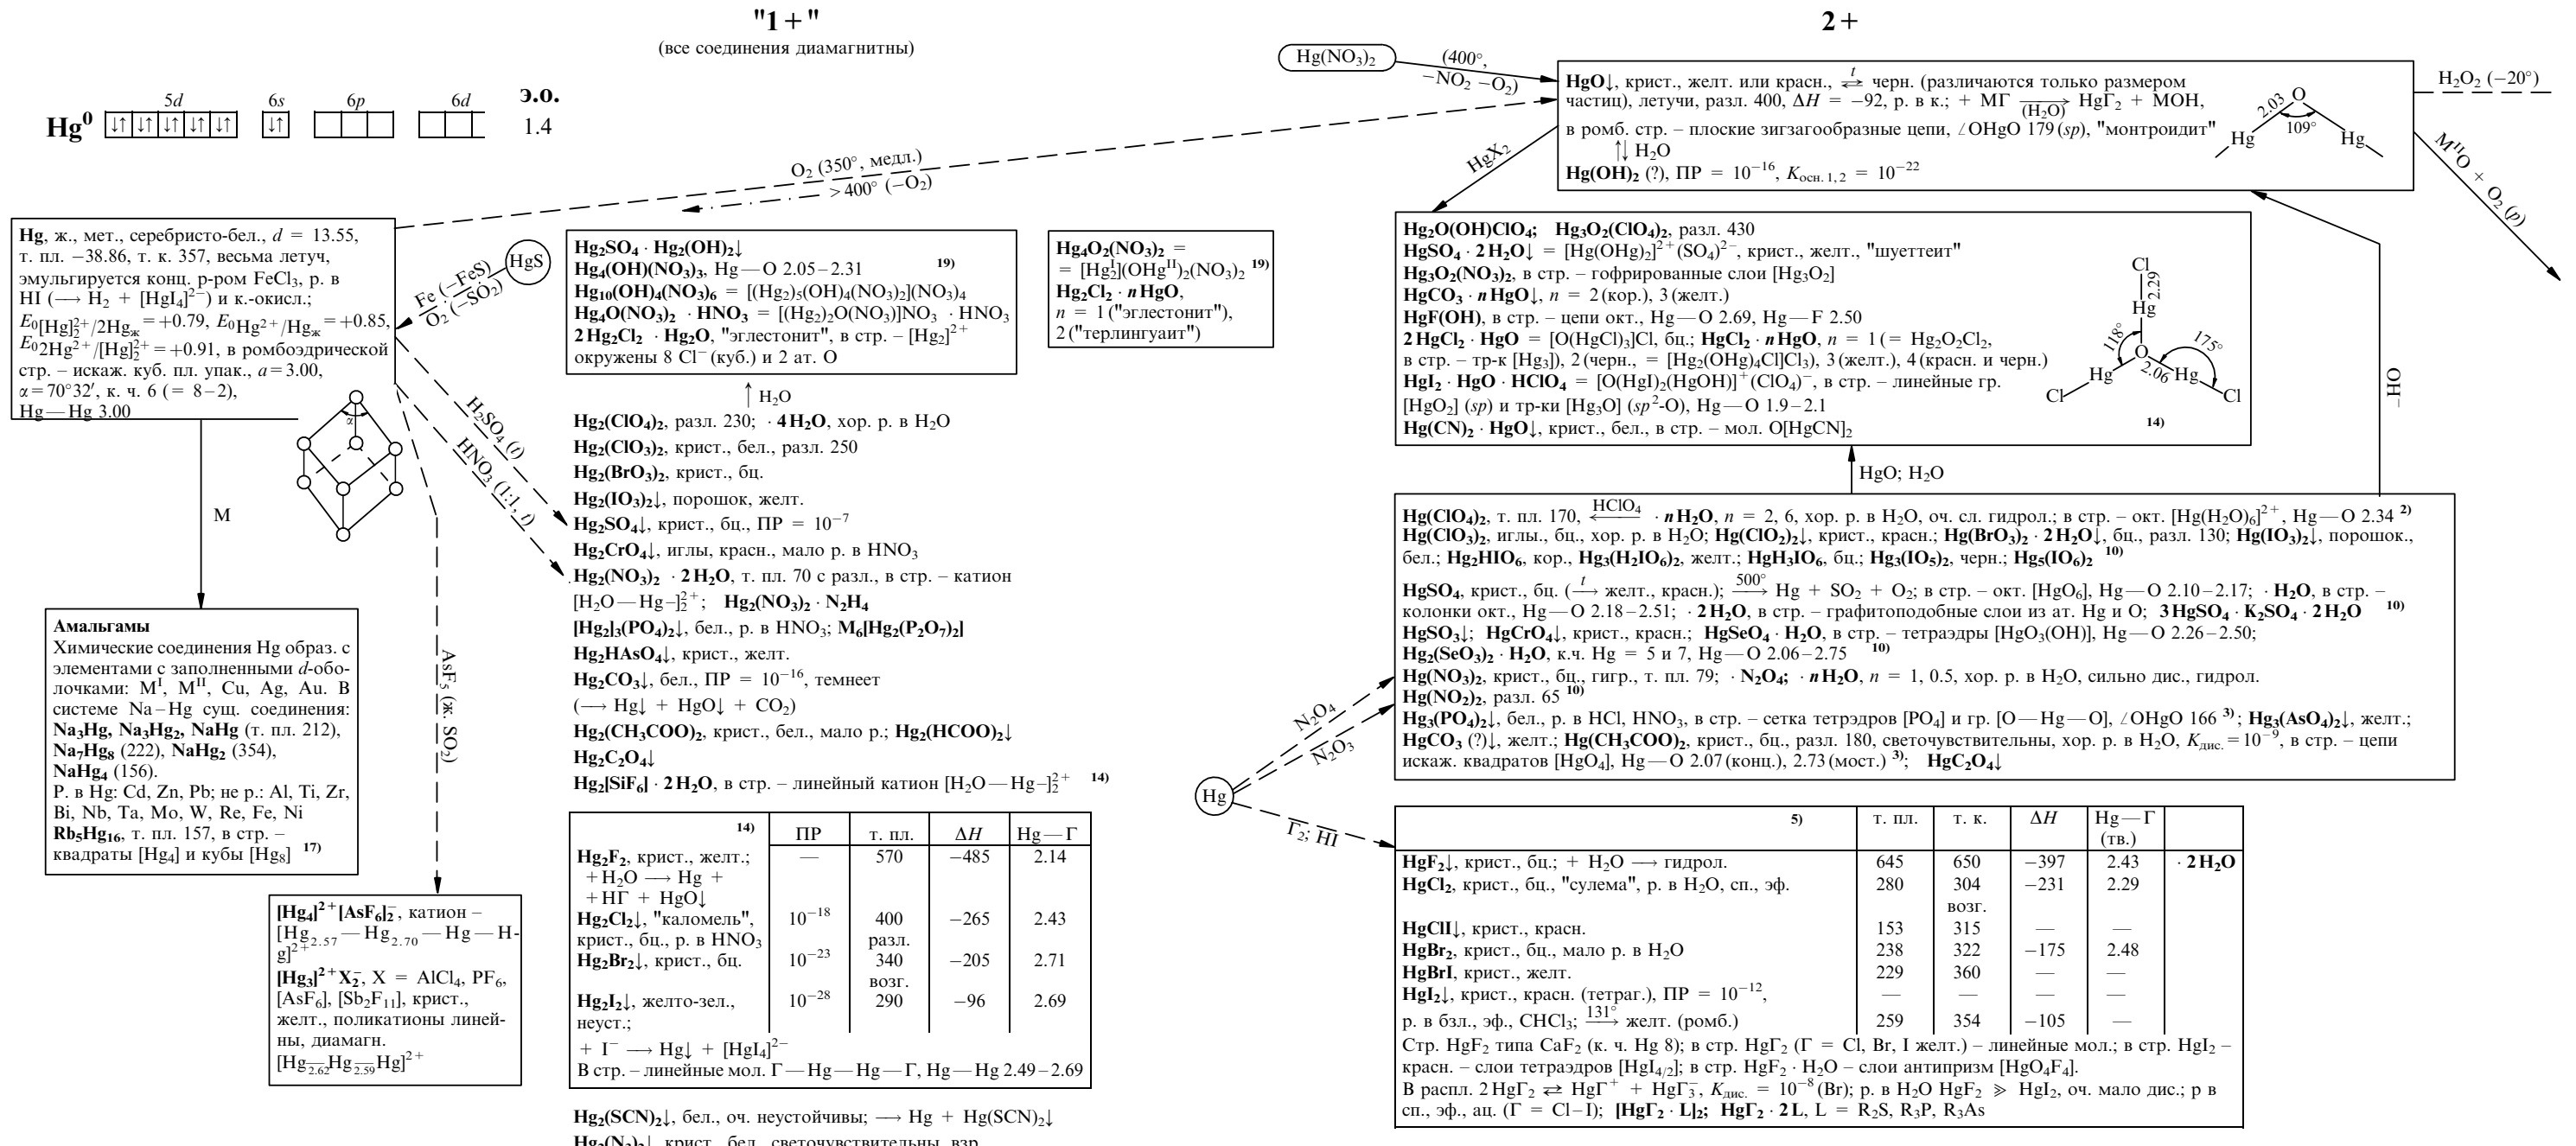 "1+"
(все соединения диамагнитны)
2+
Hg⁰ 5d 6s 6p 6d
э.о.
1.4
Hg(NO₃)₂
(400°,
−NO₂ −O₂)
HgO↓, крист., желт. или красн., ⇄ᵗ черн. (различаются только размером
частиц), летучи, разл. 400, ΔH = −92, р. в к.; + МГ ⟶(H₂O) HgГ₂ + МОН,
в ромб. стр. – плоские зигзагообразные цепи, ∠OHgO 179 (sp), "монтроидит"
↑↓ H₂O
Hg(OH)₂ (?), ПР = 10⁻¹⁶, Kосн. 1, 2 = 10⁻²²
2.03 O
109°
Hg Hg
H₂O₂ (−20°)
MᴵᴵO + O₂ (p)
O₂ (350°, медл.)
>400° (−O₂)
HgX₂
Hg, ж., мет., серебристо-бел., d = 13.55,
т. пл. −38.86, т. к. 357, весьма летуч,
эмульгируется конц. р-ром FeCl₃, р. в
HI (⟶ H₂ + [HgI₄]²⁻) и к.-окисл.;
E₀[Hg]₂²⁺/2Hgж = +0.79, E₀Hg²⁺/Hgж = +0.85,
E₀2Hg²⁺/[Hg]₂²⁺ = +0.91, в ромбоэдрической
стр. – искаж. куб. пл. упак., a = 3.00,
α = 70°32′, к. ч. 6 (= 8 – 2),
Hg—Hg 3.00
α
HgS
Fe (−FeS)
O₂ (−SO₂)
H₂SO₄ (t)
HNO₃ (1:1, t)
M
AsF₅ (ж. SO₂)
Амальгамы
Химические соединения Hg образ. с
элементами с заполненными d-обо-
лочками: Mᴵ, Mᴵᴵ, Cu, Ag, Au. В
системе Na–Hg сущ. соединения:
Na₃Hg, Na₃Hg₂, NaHg (т. пл. 212),
Na₇Hg₈ (222), NaHg₂ (354),
NaHg₄ (156).
Р. в Hg: Cd, Zn, Pb; не р.: Al, Ti, Zr,
Bi, Nb, Ta, Mo, W, Re, Fe, Ni
Rb₅Hg₁₆, т. пл. 157, в стр. –
квадраты [Hg₄] и кубы [Hg₈] 17)
[Hg₄]²⁺[AsF₆]₂⁻, катион –
[Hg 2.57 — Hg 2.70 — Hg — H-
g]²⁺
[Hg₃]²⁺X₂⁻, X = AlCl₄, PF₆,
[AsF₆], [Sb₂F₁₁], крист.,
желт., поликатионы линей-
ны, диамагн.
[Hg 2.62 Hg 2.59 Hg]²⁺
Hg₂SO₄ · Hg₂(OH)₂↓
Hg₄(OH)(NO₃)₃, Hg—O 2.05–2.31 19)
Hg₁₀(OH)₄(NO₃)₆ = [(Hg₂)₅(OH)₄(NO₃)₂](NO₃)₄
Hg₄O(NO₃)₂ · HNO₃ = [(Hg₂)₂O(NO₃)]NO₃ · HNO₃
2Hg₂Cl₂ · Hg₂O, "эглестонит", в стр. – [Hg₂]²⁺
окружены 8 Cl⁻ (куб.) и 2 ат. O
Hg₄O₂(NO₃)₂ =
= [Hg₂ᴵ](OHgᴵᴵ)₂(NO₃)₂ 19)
Hg₂Cl₂ · nHgO,
n = 1 ("эглестонит"),
2 ("терлингуаит")
↑ H₂O
Hg₂(ClO₄)₂, разл. 230; · 4H₂O, хор. р. в H₂O
Hg₂(ClO₃)₂, крист., бел., разл. 250
Hg₂(BrO₃)₂, крист., бц.
Hg₂(IO₃)₂↓, порошок, желт.
Hg₂SO₄↓, крист., бц., ПР = 10⁻⁷
Hg₂CrO₄↓, иглы, красн., мало р. в HNO₃
Hg₂(NO₃)₂ · 2H₂O, т. пл. 70 с разл., в стр. – катион
[H₂O—Hg–]₂²⁺; Hg₂(NO₃)₂ · N₂H₄
[Hg₂]₃(PO₄)₂↓, бел., р. в HNO₃; M₆[Hg₂(P₂O₇)₂]
Hg₂HAsO₄↓, крист., желт.
Hg₂CO₃↓, бел., ПР = 10⁻¹⁶, темнеет
(⟶ Hg↓ + HgO↓ + CO₂)
Hg₂(CH₃COO)₂, крист., бел., мало р.; Hg₂(HCOO)₂↓
Hg₂C₂O₄↓
Hg₂[SiF₆] · 2H₂O, в стр. – линейный катион [H₂O—Hg–]₂²⁺ 14)
14) ПР т. пл. ΔH Hg—Г
Hg₂F₂, крист., желт.; — 570 −485 2.14
+ H₂O ⟶ Hg +
+ HГ + HgO↓
Hg₂Cl₂↓, "каломель", 10⁻¹⁸ 400 −265 2.43
крист., бц., р. в HNO₃ разл.
Hg₂Br₂↓, крист., бц. 10⁻²³ 340 −205 2.71
возг.
Hg₂I₂↓, желто-зел., 10⁻²⁸ 290 −96 2.69
неуст.;
+ I⁻ ⟶ Hg↓ + [HgI₄]²⁻
В стр. – линейные мол. Г—Hg—Hg—Г, Hg—Hg 2.49–2.69
Hg₂(SCN)₂↓, бел., оч. неустойчивы; ⟶ Hg + Hg(SCN)₂↓
Hg₂(N₃)₂↓, крист., бел., светочувствительны, взр.
Hg₂O(OH)ClO₄; Hg₃O₂(ClO₄)₂, разл. 430
HgSO₄ · 2H₂O↓ = [Hg(OHg)₂]²⁺(SO₄)²⁻, крист., желт., "шуеттеит"
Hg₃O₂(NO₃)₂, в стр. – гофрированные слои [Hg₃O₂]
HgCO₃ · nHgO↓, n = 2 (кор.), 3 (желт.)
HgF(OH), в стр. – цепи окт., Hg—O 2.69, Hg—F 2.50
2HgCl₂ · HgO = [O(HgCl)₃]Cl, бц.; HgCl₂ · nHgO, n = 1 (= Hg₂O₂Cl₂,
в стр. – тр-к [Hg₃]), 2 (черн., = [Hg₂(OHg)₄Cl]Cl₃), 3 (желт.), 4 (красн. и черн.)
HgI₂ · HgO · HClO₄ = [O(HgI)₂(HgOH)]⁺(ClO₄)⁻, в стр. – линейные гр.
[HgO₂] (sp) и тр-ки [Hg₃O] (sp²-O), Hg—O 1.9–2.1
Hg(CN)₂ · HgO↓, крист., бел., в стр. – мол. O[HgCN]₂
Cl
2.29
Hg
118° 175°
O
Hg 2.06 Hg
Cl Cl
14)
OH⁻
HgO; H₂O
Hg(ClO₄)₂, т. пл. 170, ⟵HClO₄ · nH₂O, n = 2, 6, хор. р. в H₂O, оч. сл. гидрол.; в стр. – окт. [Hg(H₂O)₆]²⁺, Hg—O 2.34 2)
Hg(ClO₃)₂, иглы., бц., хор. р. в H₂O; Hg(ClO₂)₂↓, крист., красн.; Hg(BrO₃)₂ · 2H₂O↓, бц., разл. 130; Hg(IO₃)₂↓, порошок.,
бел.; Hg₂HIO₆, кор., Hg₃(H₂IO₆)₂, желт.; HgH₃IO₆, бц.; Hg₃(IO₅)₂, черн.; Hg₅(IO₆)₂ 10)
HgSO₄, крист., бц. (⟶ᵗ желт., красн.); ⟶500° Hg + SO₂ + O₂; в стр. – окт. [HgO₆], Hg—O 2.10–2.17; · H₂O, в стр. –
колонки окт., Hg—O 2.18–2.51; · 2H₂O, в стр. – графитоподобные слои из ат. Hg и O; 3HgSO₄ · K₂SO₄ · 2H₂O 10)
HgSO₃↓; HgCrO₄↓, крист., красн.; HgSeO₄ · H₂O, в стр. – тетраэдры [HgO₃(OH)], Hg—O 2.26–2.50;
Hg₂(SeO₃)₂ · H₂O, к.ч. Hg = 5 и 7, Hg—O 2.06–2.75 10)
Hg(NO₃)₂, крист., бц., гигр., т. пл. 79; · N₂O₄; · nH₂O, n = 1, 0.5, хор. р. в H₂O, сильно дис., гидрол.
Hg(NO₂)₂, разл. 65 10)
Hg₃(PO₄)₂↓, бел., р. в HCl, HNO₃, в стр. – сетка тетрэдров [PO₄] и гр. [O—Hg—O], ∠OHgO 166 3); Hg₃(AsO₄)₂↓, желт.;
HgCO₃ (?)↓, желт.; Hg(CH₃COO)₂, крист., бц., разл. 180, светочувствительны, хор. р. в H₂O, Kдис. = 10⁻⁹, в стр. – цепи
искаж. квадратов [HgO₄], Hg—O 2.07 (конц.), 2.73 (мост.) 3); HgC₂O₄↓
Hg
N₂O₄
N₂O₃
Г₂; HI
5) т. пл. т. к. ΔH Hg—Г
(тв.)
HgF₂↓, крист., бц.; + H₂O ⟶ гидрол. 645 650 −397 2.43 · 2H₂O
HgCl₂, крист., бц., "сулема", р. в H₂O, сп., эф. 280 304 −231 2.29
возг.
HgClI↓, крист., красн. 153 315 — —
HgBr₂, крист., бц., мало р. в H₂O 238 322 −175 2.48
HgBrI, крист., желт. 229 360 — —
HgI₂↓, крист., красн. (тетраг.), ПР = 10⁻¹², — — — —
р. в бзл., эф., CHCl₃; ⟶131° желт. (ромб.) 259 354 −105 —
Стр. HgF₂ типа CaF₂ (к. ч. Hg 8); в стр. HgГ₂ (Г = Cl, Br, I желт.) – линейные мол.; в стр. HgI₂ –
красн. – слои тетраэдров [HgI₄/₂]; в стр. HgF₂ · H₂O – слои антипризм [HgO₄F₄].
В распл. 2HgГ₂ ⇄ HgГ⁺ + HgГ₃⁻, Kдис. = 10⁻⁸ (Br); р. в H₂O HgF₂ ≫ HgI₂, оч. мало дис.; р в
сп., эф., ац. (Г = Cl–I); [HgГ₂ · L]₂; HgГ₂ · 2L, L = R₂S, R₃P, R₃As